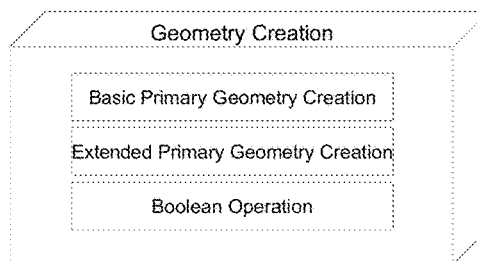 Geometry Creation
Basic Primary Geometry Creation
Extended Primary Geometry Creation
Boolean Operation